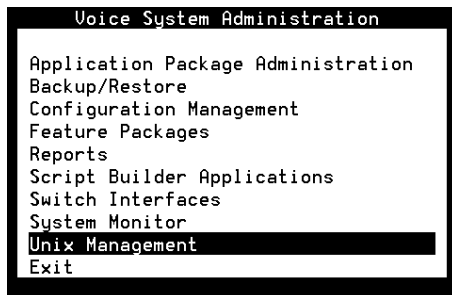 Voice System Administration
Application Package Administration
Backup/Restore
Configuration Management
Feature Packages
Reports
Script Builder Applications
Switch Interfaces
System Monitor
Unix Management
Exit